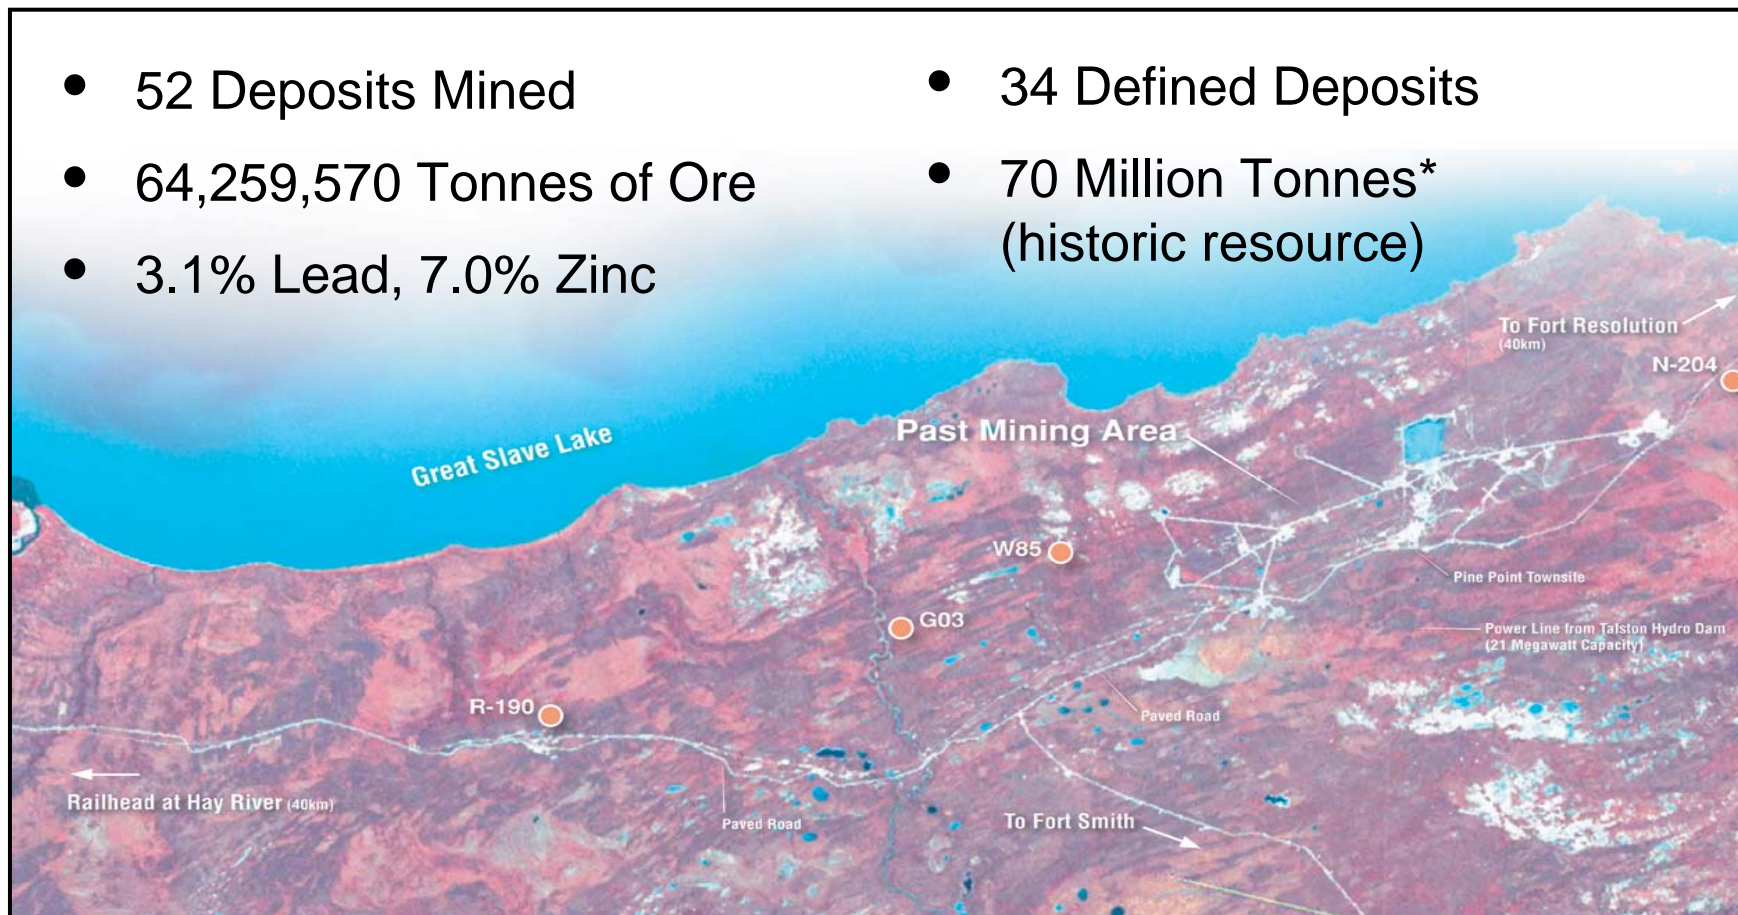 • 52 Deposits Mined
• 64,259,570 Tonnes of Ore
• 3.1% Lead, 7.0% Zinc
• 34 Defined Deposits
• 70 Million Tonnes*
(historic resource)
To Fort Resolution
(40km)
N-204
Past Mining Area
Great Slave Lake
W85
Pine Point Townsite
G03
Power Line from Talston Hydro Dam
(21 Megawatt Capacity)
R-190
Paved Road
Railhead at Hay River (40km)
Paved Road
To Fort Smith